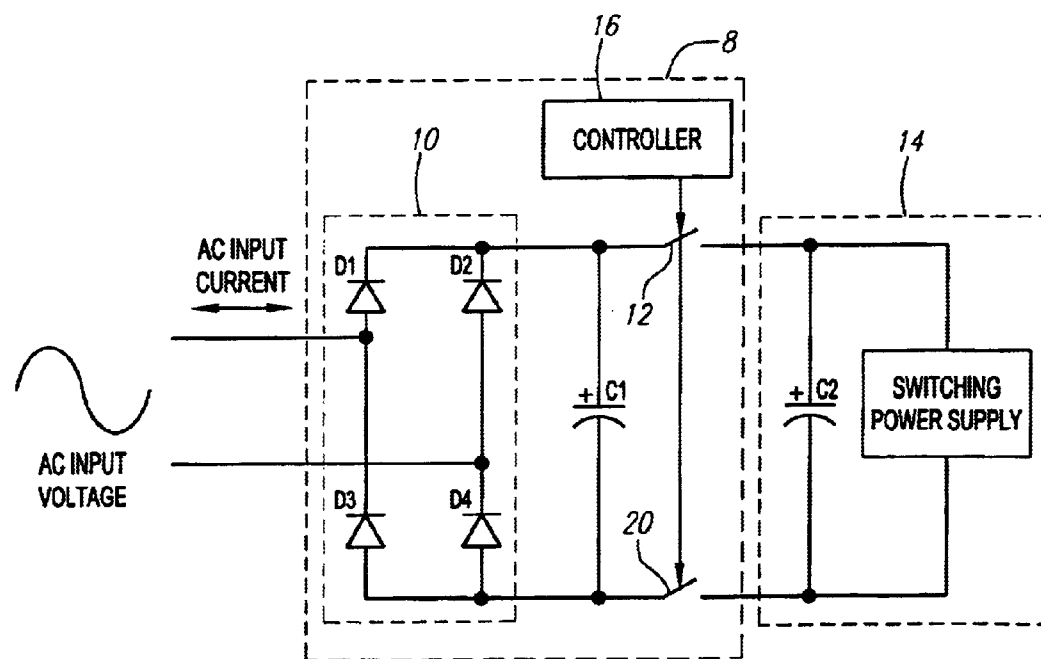 16
8
CONTROLLER
10
14
AC INPUT
CURRENT
D1
D2
12
+ C1
+ C2
SWITCHING
POWER SUPPLY
AC INPUT
VOLTAGE
D3
D4
20